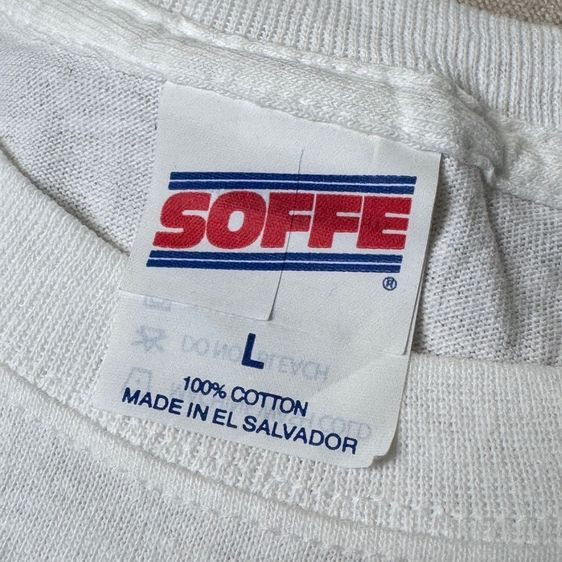 SOFFE
®
L
100% COTTON
MADE IN EL SALVADOR
DO NOT BLEACH